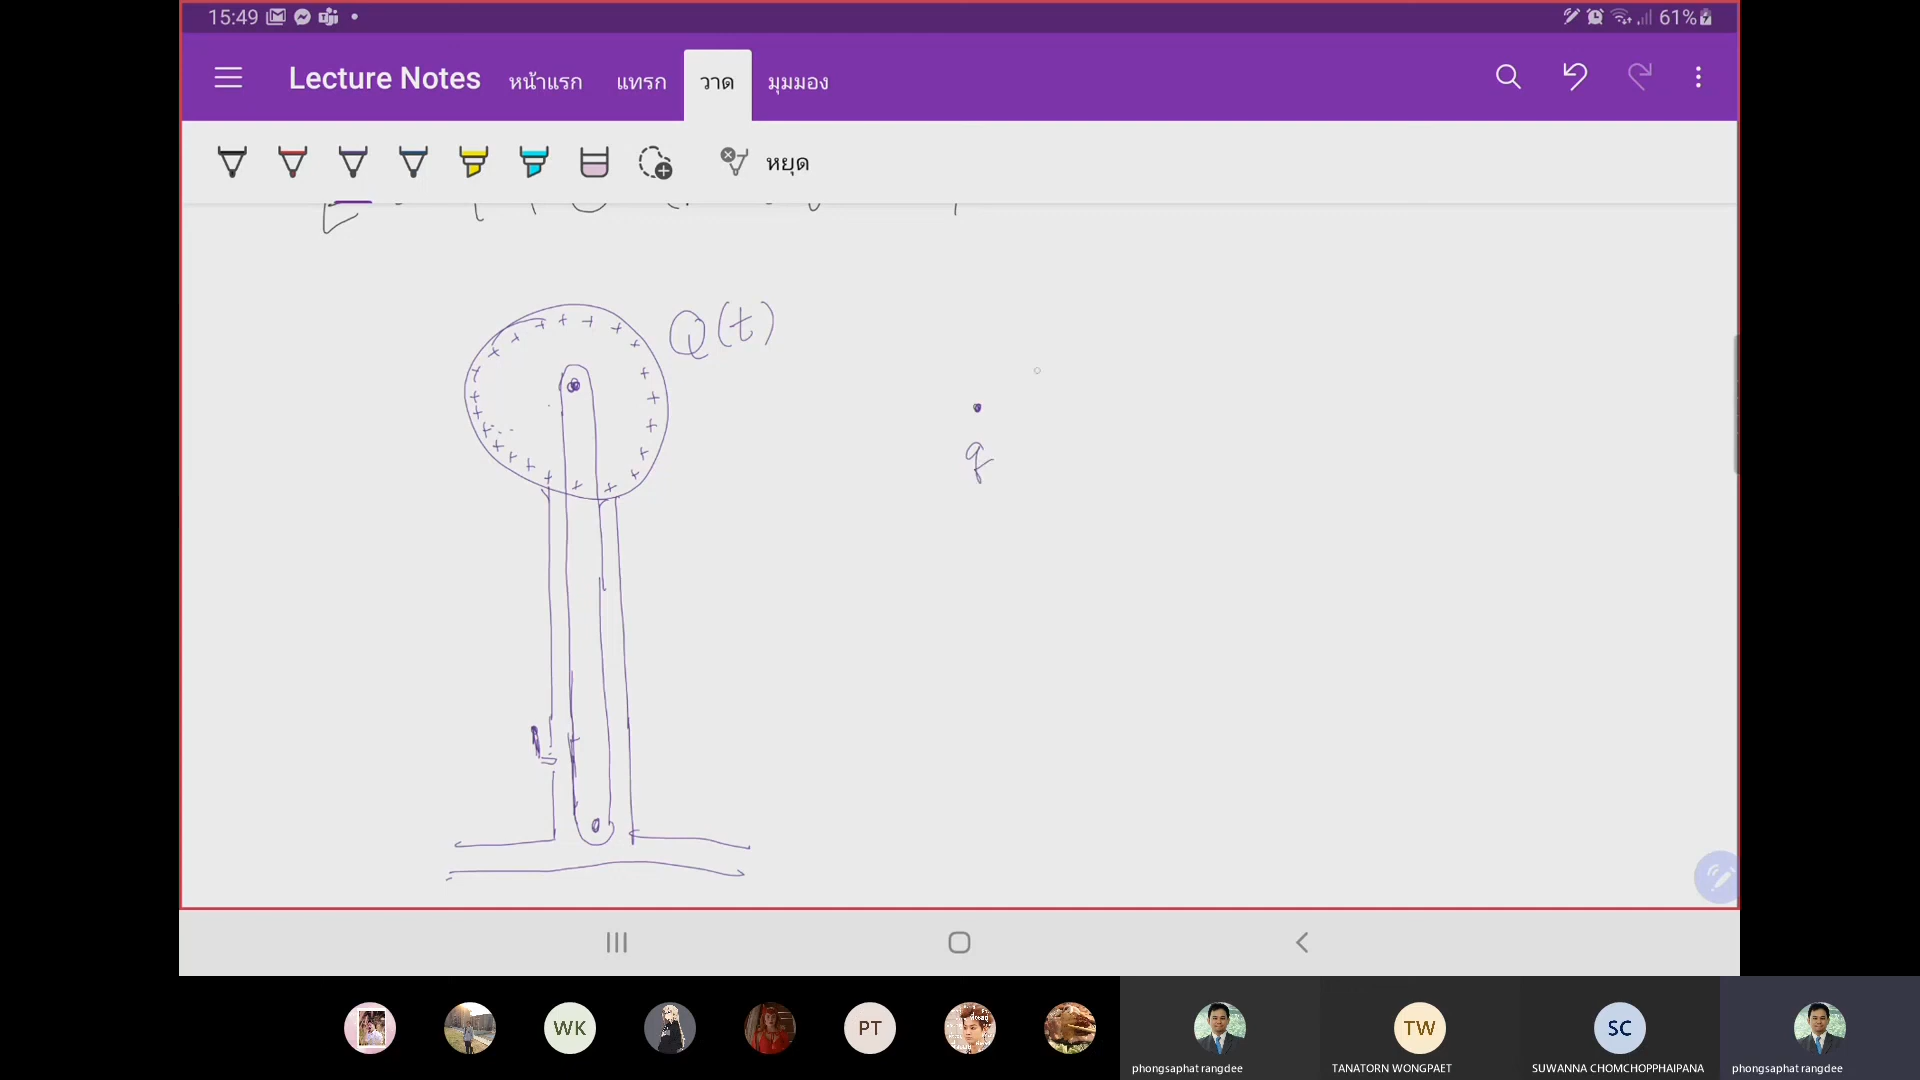 15:49
61%
Lecture Notes หน้าแรก แทรก วาด มุมมอง
หยุด
Q(t)
q
WK
PT
TW
SC
phongsaphat rangdee
TANATORN WONGPAET
SUWANNA CHOMCHOPPHAIPANA
phongsaphat rangdee